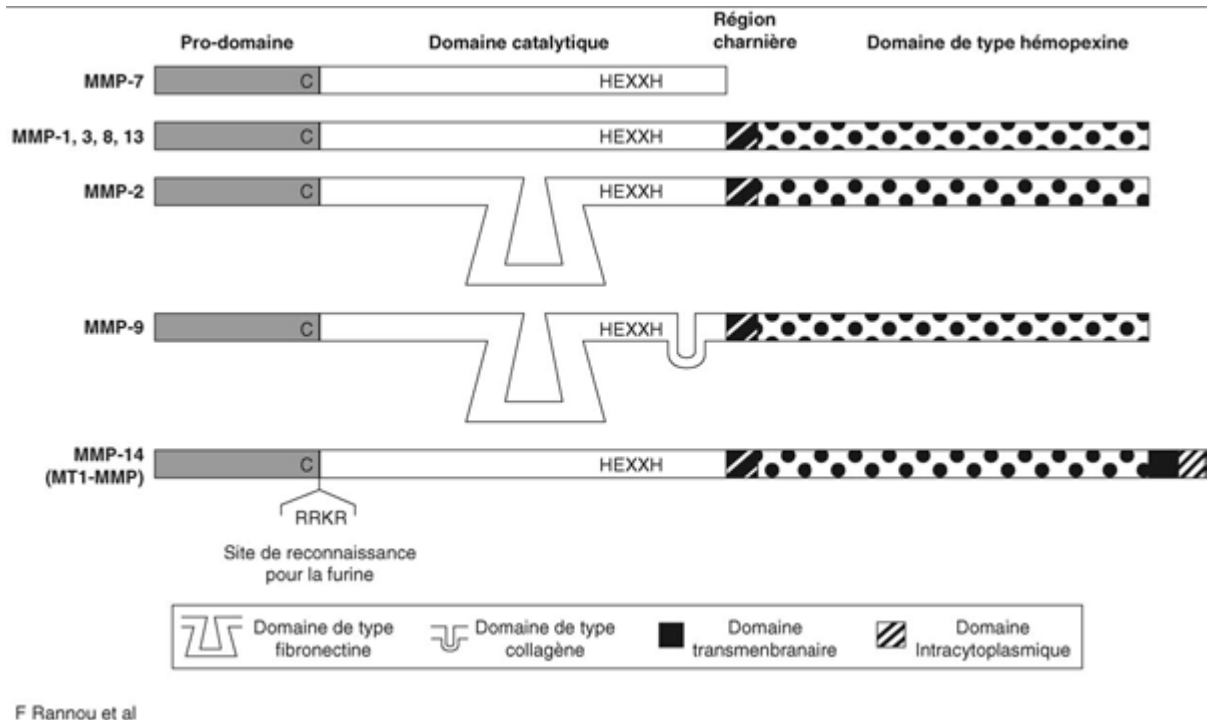 Pro-domaine
Domaine catalytique
Région
charnière
Domaine de type hémopexine
MMP-7
C
HEXXH
MMP-1, 3, 8, 13
C
HEXXH
MMP-2
C
HEXXH
MMP-9
C
HEXXH
MMP-14
(MT1-MMP)
C
HEXXH
RRKR
Site de reconnaissance
pour la furine
Domaine de type
fibronectine
Domaine de type
collagène
Domaine
transmenbranaire
Domaine
Intracytoplasmique
F Rannou et al